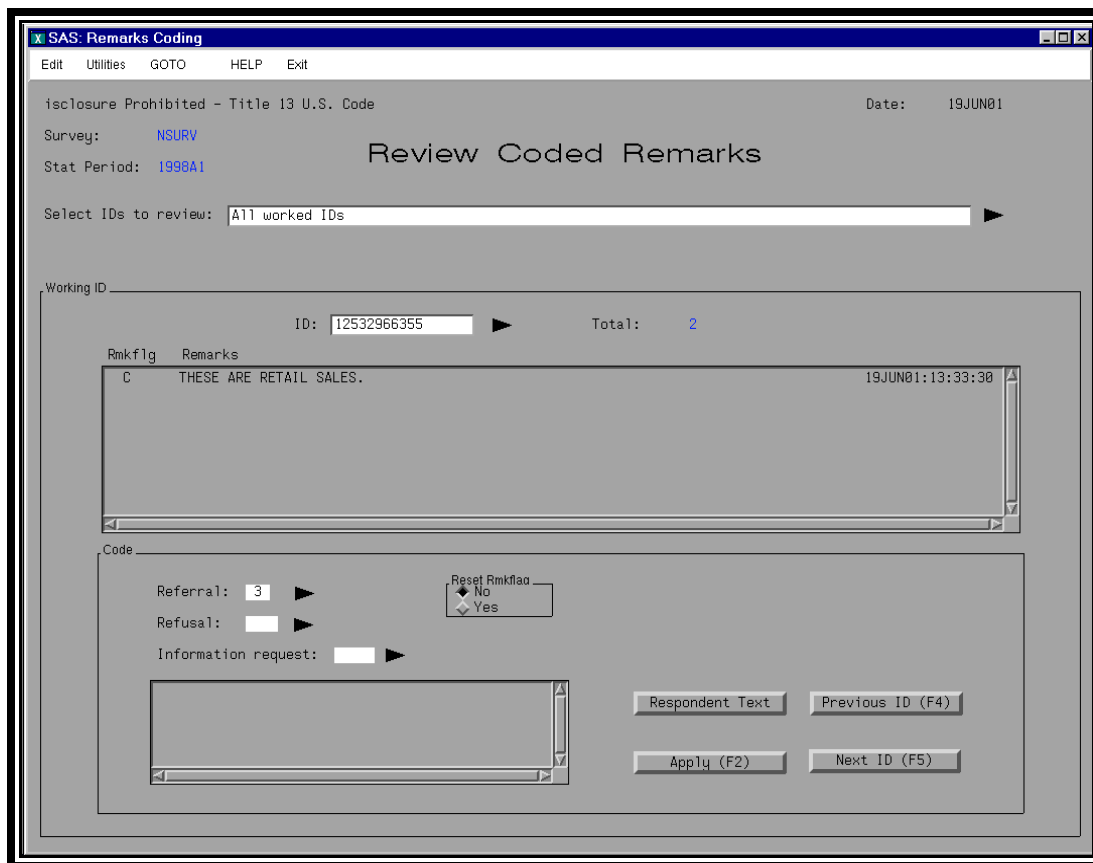 X SAS: Remarks Coding
Edit Utilities GOTO HELP Exit
isclosure Prohibited - Title 13 U.S. Code Date: 19JUN01
Survey: NSURV
Review Coded Remarks
Stat Period: 1998A1
Select IDs to review: All worked IDs
Working ID
ID: 12532966355 Total: 2
Rmkflg Remarks
C THESE ARE RETAIL SALES. 19JUN01:13:33:30
Code
Referral: 3
Reset Rmkflag
No
Yes
Refusal:
Information request:
Respondent Text Previous ID (F4)
Apply (F2) Next ID (F5)